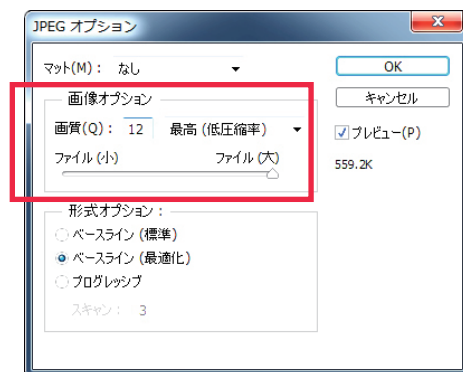 JPEG オプション
マット(M)： なし
OK
キャンセル
プレビュー(P)
559.2K
画像オプション
画質(Q)： 12 最高 (低圧縮率)
ファイル (小) ファイル (大)
形式オプション：
ベースライン (標準)
ベースライン (最適化)
プログレッシブ
スキャン： 3